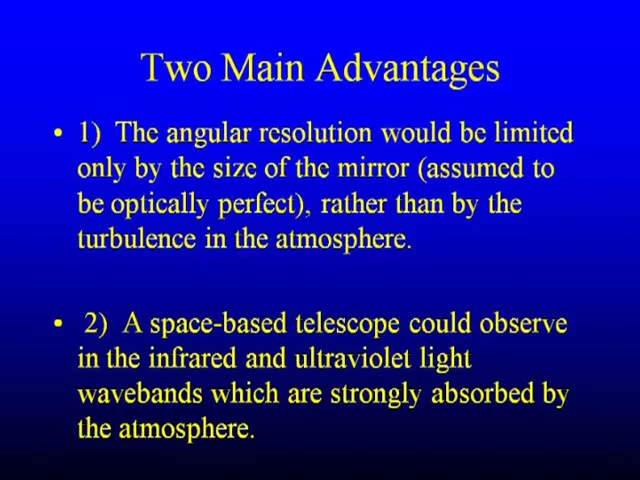 Two Main Advantages
• 1)  The angular resolution would be limited
only by the size of the mirror (assumed to
be optically perfect), rather than by the
turbulence in the atmosphere.
•  2)  A space-based telescope could observe
in the infrared and ultraviolet light
wavebands which are strongly absorbed by
the atmosphere.